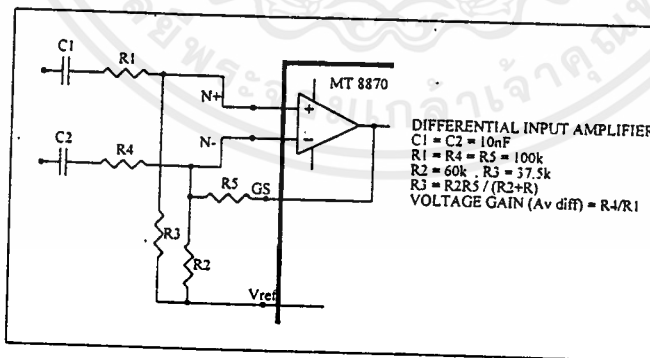 C1
R1
MT 8870
N+
+
C2
R4
N-
-
R5
GS
R3
R2
Vref
DIFFERENTIAL INPUT AMPLIFIER
C1 = C2 = 10nF
R1 = R4 = R5 = 100k
R2 = 60k , R3 = 37.5k
R3 = R2R5 / (R2+R)
VOLTAGE GAIN (Av diff) = R4/R1